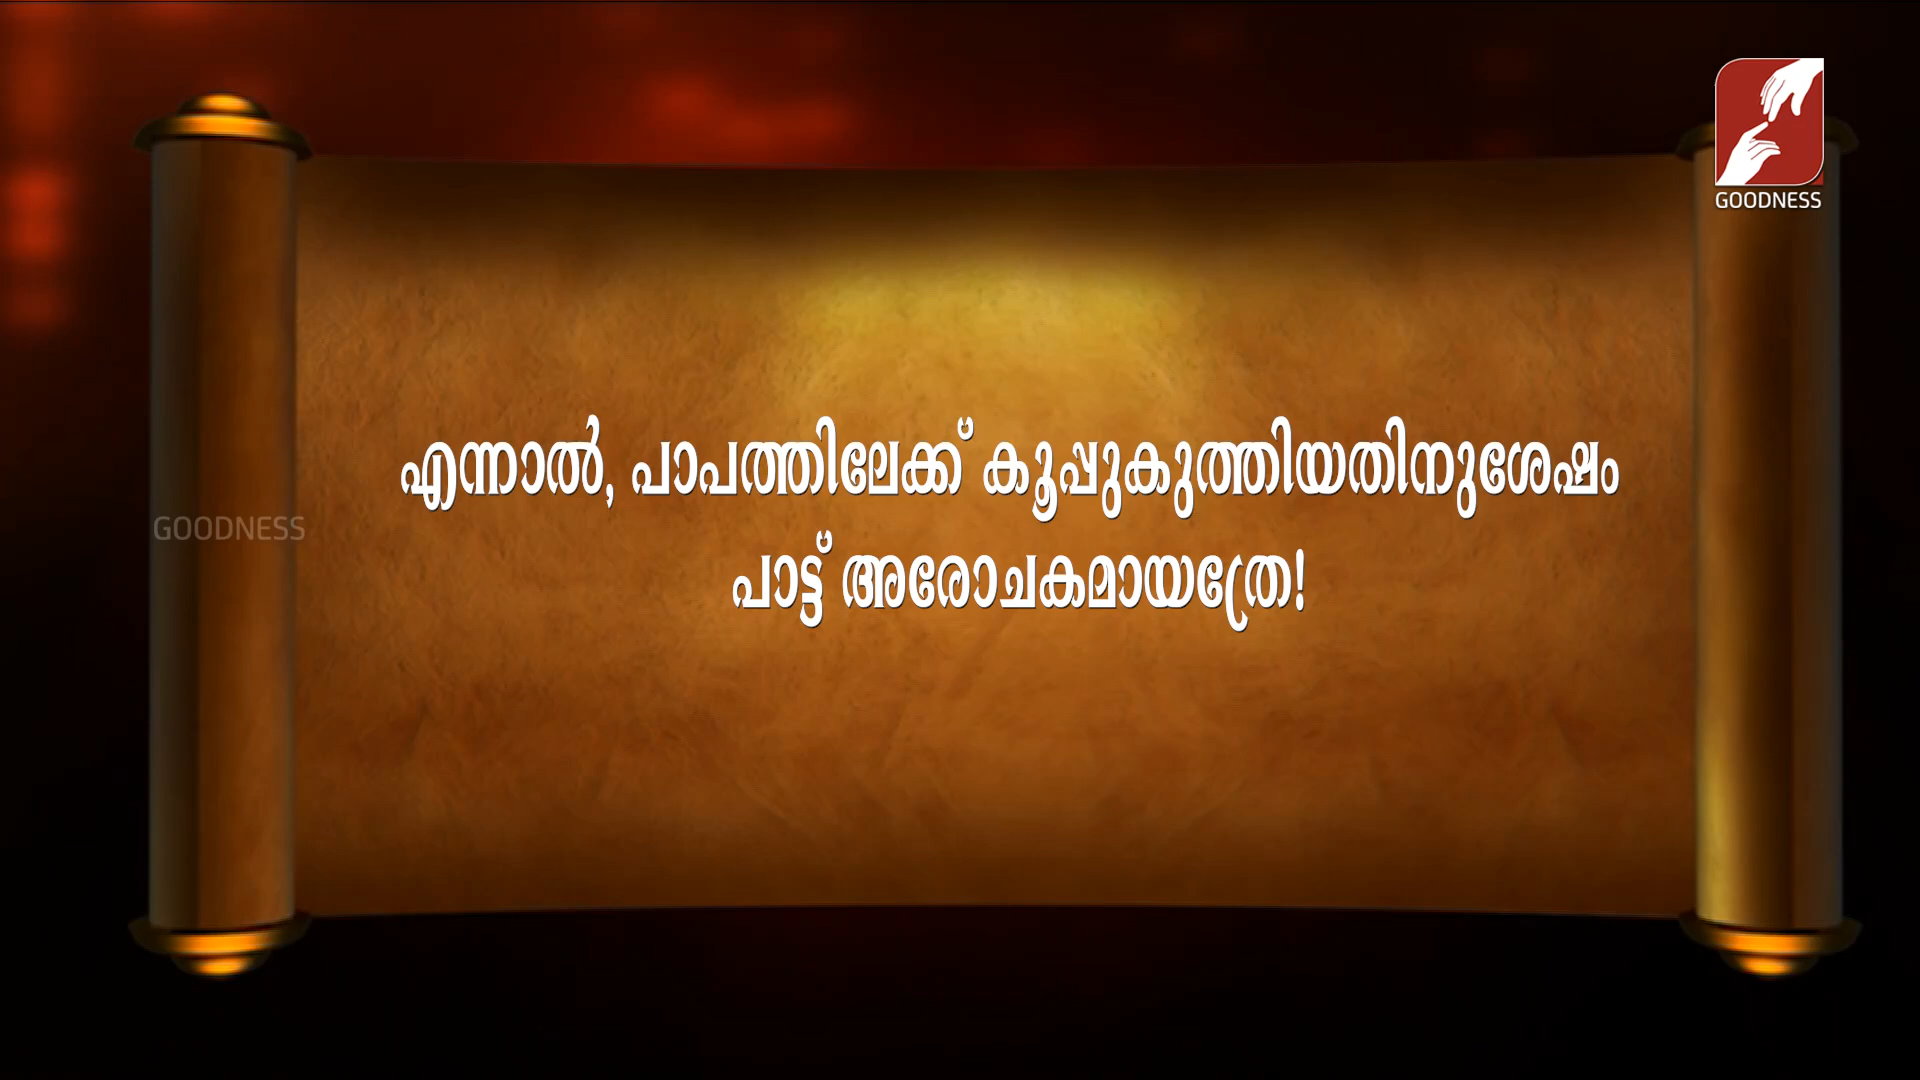 GOODNESS
എന്നാൽ, പാപത്തിലേക്ക് കൂപ്പുകുത്തിയതിനുശേഷം
GOODNESS
പാട്ട് അരോചകമായത്രേ!